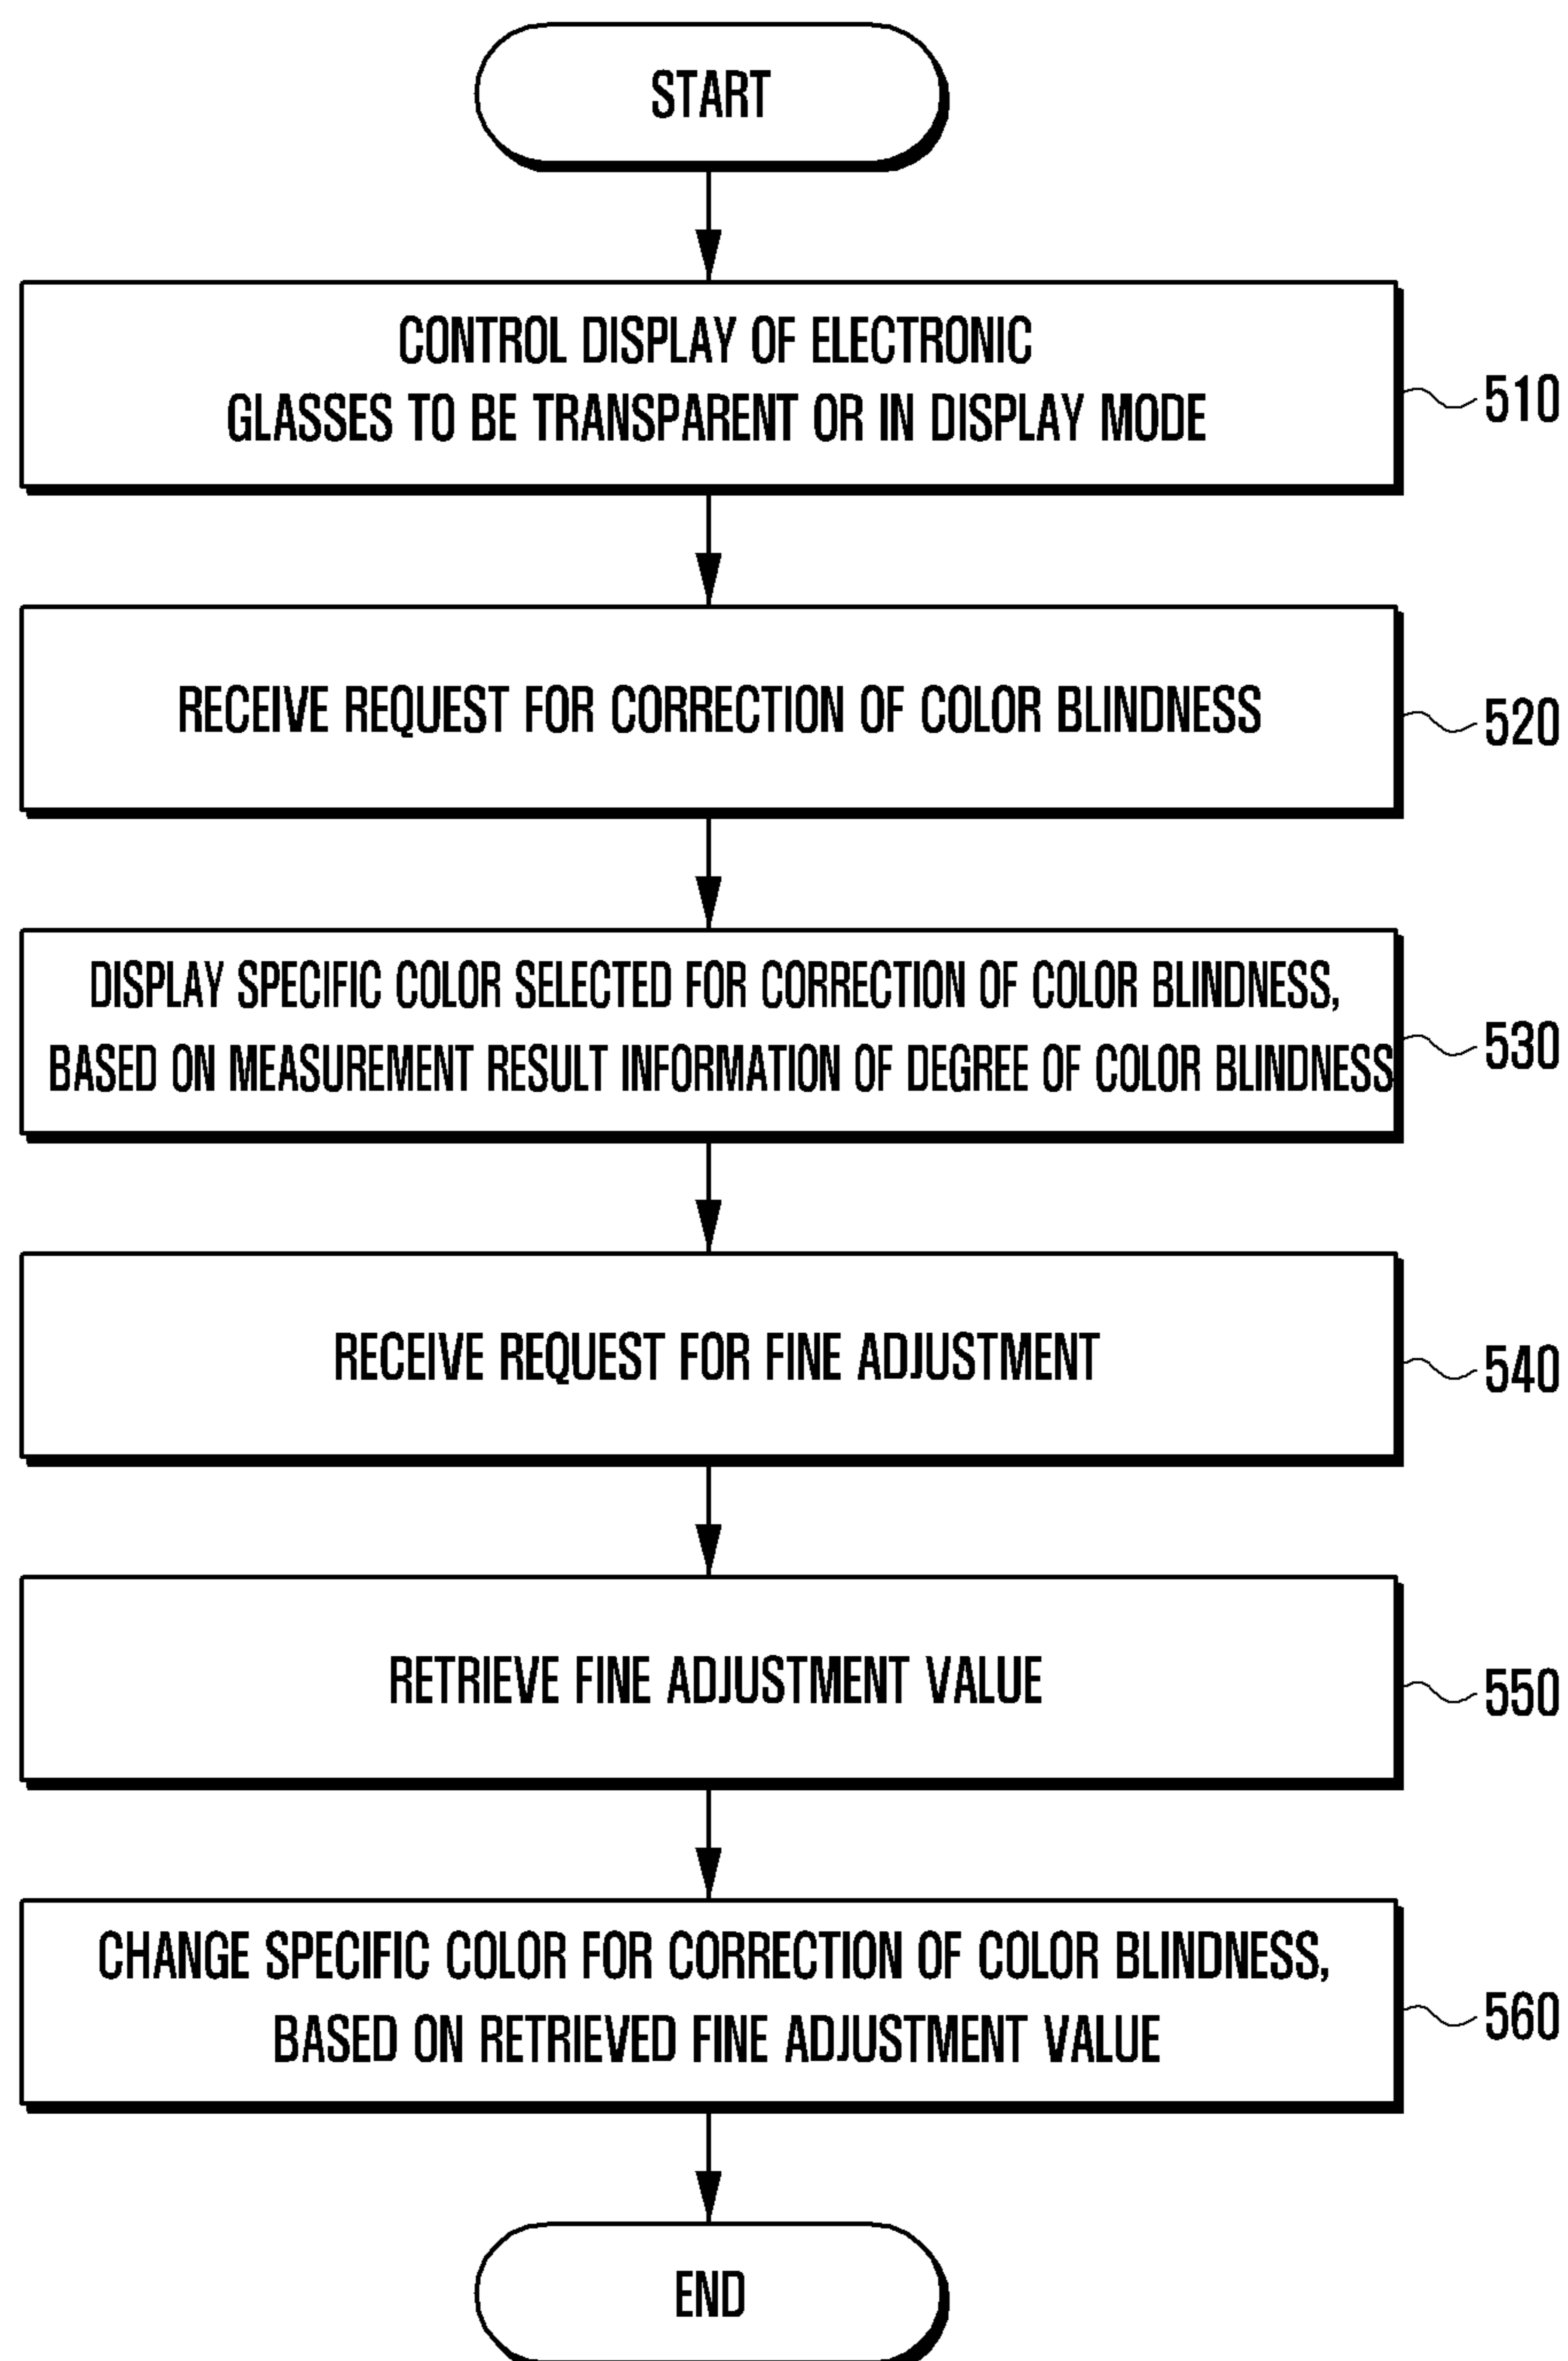 START
CONTROL DISPLAY OF ELECTRONIC
GLASSES TO BE TRANSPARENT OR IN DISPLAY MODE
510
RECEIVE REQUEST FOR CORRECTION OF COLOR BLINDNESS
520
DISPLAY SPECIFIC COLOR SELECTED FOR CORRECTION OF COLOR BLINDNESS,
BASED ON MEASUREMENT RESULT INFORMATION OF DEGREE OF COLOR BLINDNESS
530
RECEIVE REQUEST FOR FINE ADJUSTMENT
540
RETRIEVE FINE ADJUSTMENT VALUE
550
CHANGE SPECIFIC COLOR FOR CORRECTION OF COLOR BLINDNESS,
BASED ON RETRIEVED FINE ADJUSTMENT VALUE
560
END